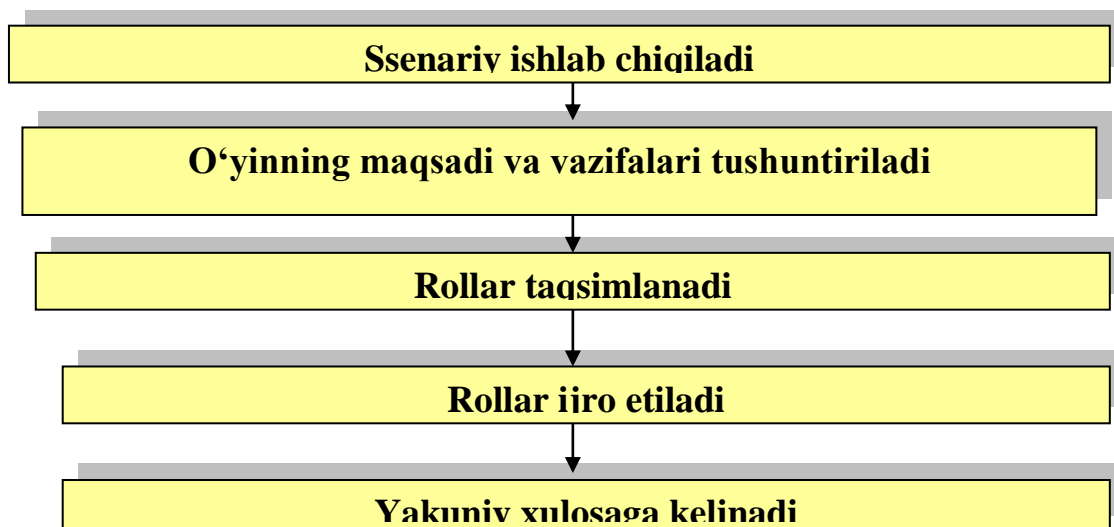 Ssenariy ishlab chiqiladi
O‘yinning maqsadi va vazifalari tushuntiriladi
Rollar taqsimlanadi
Rollar ijro etiladi
Yakuniy xulosaga kelinadi